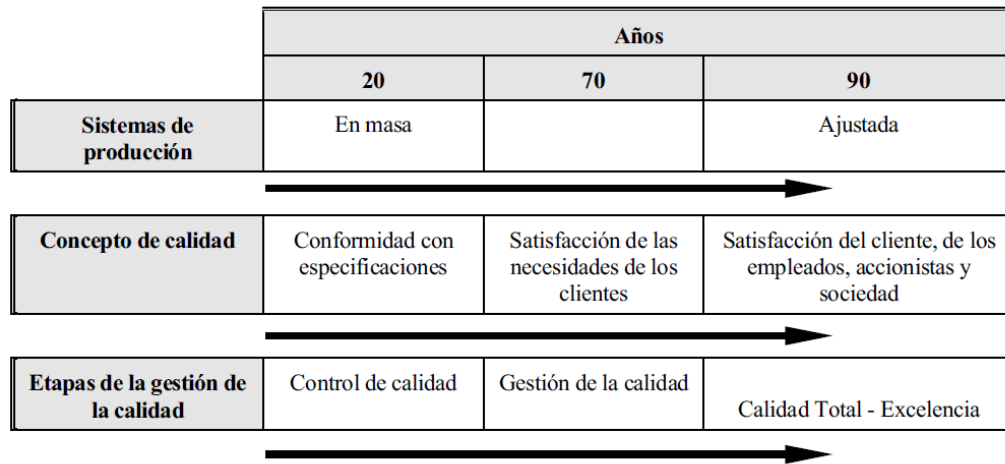 Años
20 70 90
Sistemas de En masa Ajustada
producción
Concepto de calidad Conformidad con Satisfacción de las Satisfacción del cliente, de los
especificaciones necesidades de los empleados, accionistas y
clientes sociedad
Etapas de la gestión de Control de calidad Gestión de la calidad
la calidad Calidad Total - Excelencia